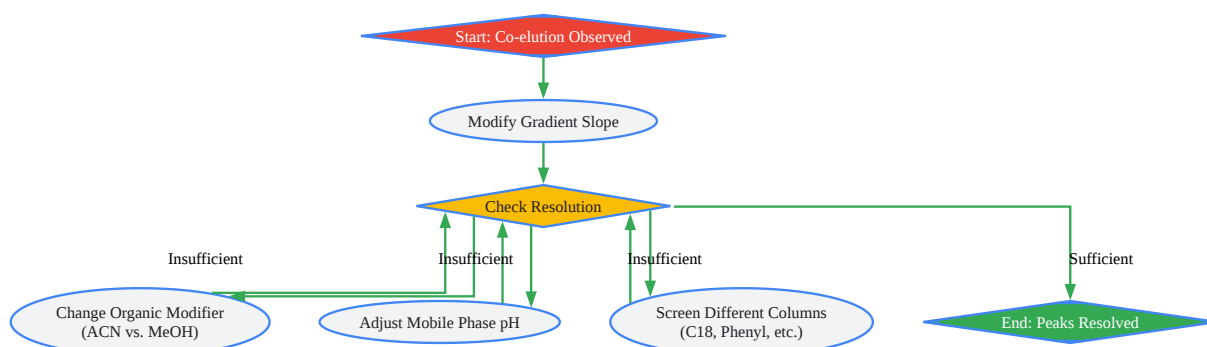 Start: Co-elution Observed
Modify Gradient Slope
Check Resolution
Insufficient
Insufficient
Insufficient
Sufficient
Change Organic Modifier
(ACN vs. MeOH)
Adjust Mobile Phase pH
Screen Different Columns
(C18, Phenyl, etc.)
End: Peaks Resolved